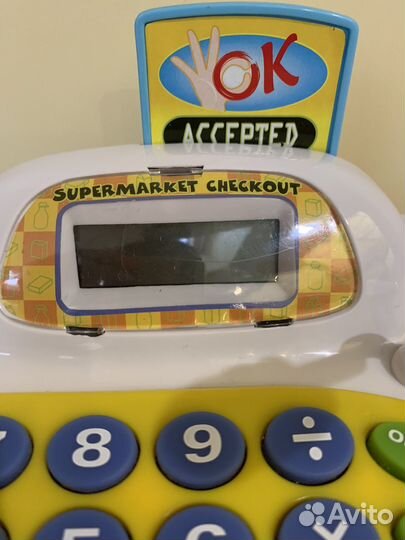 OK
ACCEPTED
SUPERMARKET CHECKOUT
8 9 ÷
Avito